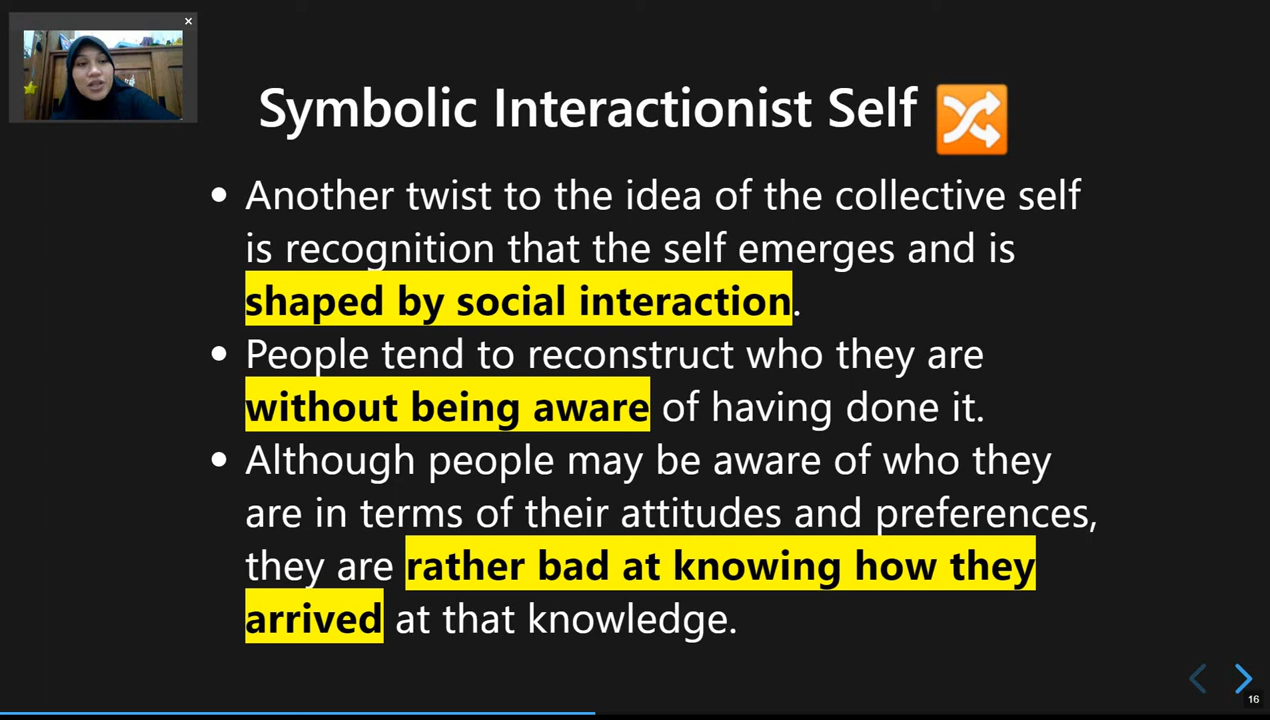 Symbolic Interactionist Self
• Another twist to the idea of the collective self
is recognition that the self emerges and is
shaped by social interaction.
• People tend to reconstruct who they are
without being aware of having done it.
• Although people may be aware of who they
are in terms of their attitudes and preferences,
they are rather bad at knowing how they
arrived at that knowledge.
16